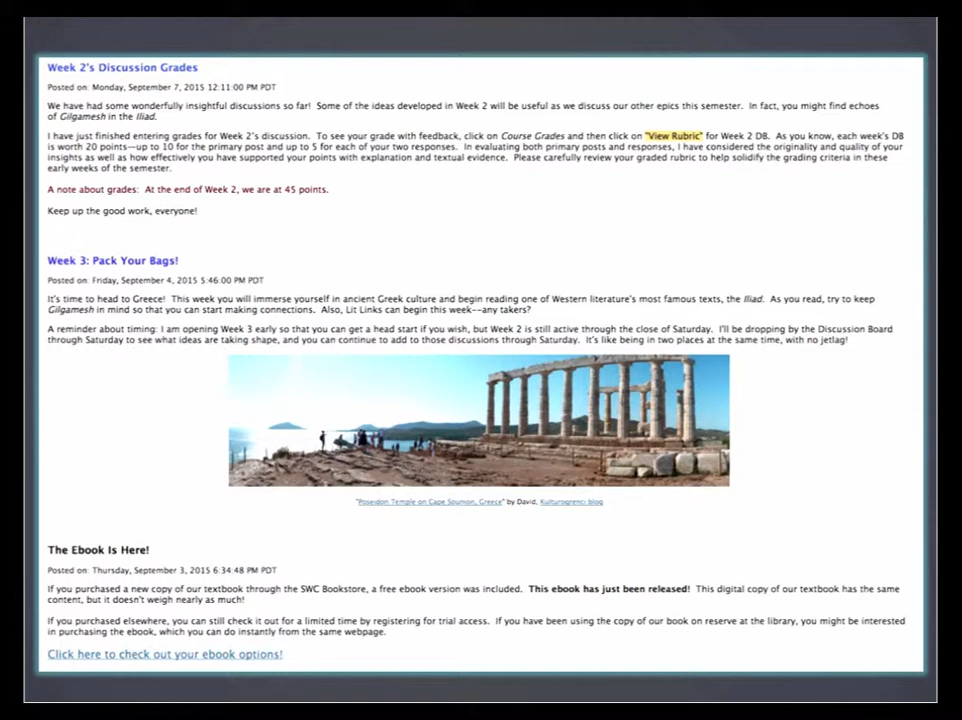 Week 2's Discussion Grades
Posted on: Monday, September 7, 2015 12:11:00 PM PDT
We have had some wonderfully insightful discussions so far! Some of the ideas developed in Week 2 will be useful as we discuss our other epics this semester. In fact, you might find echoes
of Gilgamesh in the Iliad.
I have just finished entering grades for Week 2's discussion. To see your grade with feedback, click on Course Grades and then click on "View Rubric" for Week 2 DB. As you know, each week's DB
is worth 20 points—up to 10 for the primary post and up to 5 for each of your two responses. In evaluating both primary posts and responses, I have considered the originality and quality of your
insights as well as how effectively you have supported your points with explanation and textual evidence. Please carefully review your graded rubric to help solidify the grading criteria in these
early weeks of the semester.
A note about grades: At the end of Week 2, we are at 45 points.
Keep up the good work, everyone!
Week 3: Pack Your Bags!
Posted on: Friday, September 4, 2015 5:46:00 PM PDT
It's time to head to Greece! This week you will immerse yourself in ancient Greek culture and begin reading one of Western literature's most famous texts, the Iliad. As you read, try to keep
Gilgamesh in mind so that you can start making connections. Also, Lit Links can begin this week--any takers?
A reminder about timing: I am opening Week 3 early so that you can get a head start if you wish, but Week 2 is still active through the close of Saturday. I'll be dropping by the Discussion Board
through Saturday to see what ideas are taking shape, and you can continue to add to those discussions through Saturday. It's like being in two places at the same time, with no jetlag!
"Poseidon Temple on Cape Sounion, Greece" by David, Kulturogrenci blog
The Ebook Is Here!
Posted on: Thursday, September 3, 2015 6:34:48 PM PDT
If you purchased a new copy of our textbook through the SWC Bookstore, a free ebook version was included. This ebook has just been released! This digital copy of our textbook has the same
content, but it doesn't weigh nearly as much!
If you purchased elsewhere, you can still check it out for a limited time by registering for trial access. If you have been using the copy of our book on reserve at the library, you might be interested
in purchasing the ebook, which you can do instantly from the same webpage.
Click here to check out your ebook options!